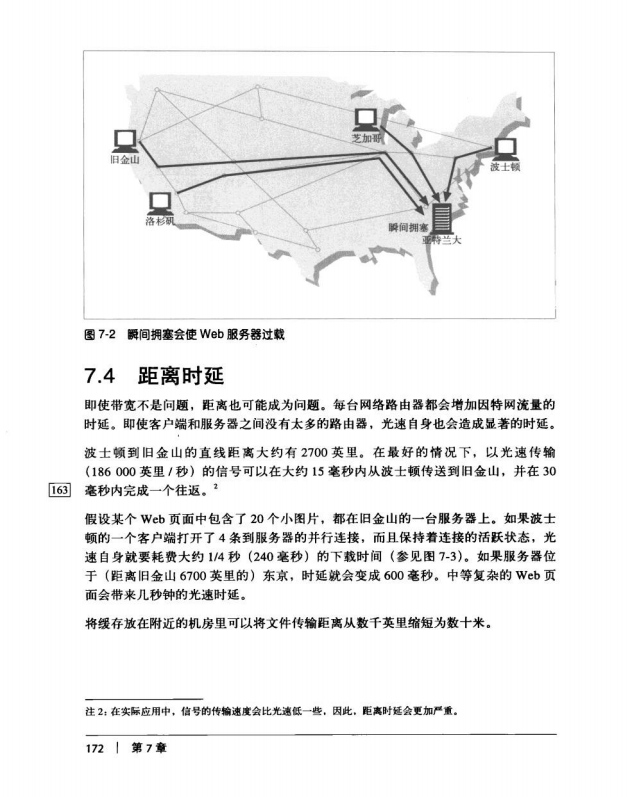 旧金山
芝加哥
波士顿
洛杉矶
瞬间拥塞
亚特兰大
图 7-2 瞬间拥塞会使 Web 服务器过载
7.4 距离时延
即使带宽不是问题，距离也可能成为问题。每台网络路由器都会增加因特网流量的
时延。即使客户端和服务器之间没有太多的路由器，光速自身也会造成显著的时延。
波士顿到旧金山的直线距离大约有 2700 英里。在最好的情况下，以光速传输
（186 000 英里 / 秒）的信号可以在大约 15 毫秒内从波士顿传送到旧金山，并在 30
163 毫秒内完成一个往返。2
假设某个 Web 页面中包含了 20 个小图片，都在旧金山的一台服务器上。如果波士
顿的一个客户端打开了 4 条到服务器的并行连接，而且保持着连接的活跃状态，光
速自身就要耗费大约 1/4 秒（240 毫秒）的下载时间（参见图 7-3）。如果服务器位
于（距离旧金山 6700 英里的）东京，时延就会变成 600 毫秒。中等复杂的 Web 页
面会带来几秒钟的光速时延。
将缓存放在附近的机房里可以将文件传输距离从数千英里缩短为数十米。
注 2：在实际应用中，信号的传输速度会比光速低一些，因此，距离时延会更加严重。
172 | 第 7 章